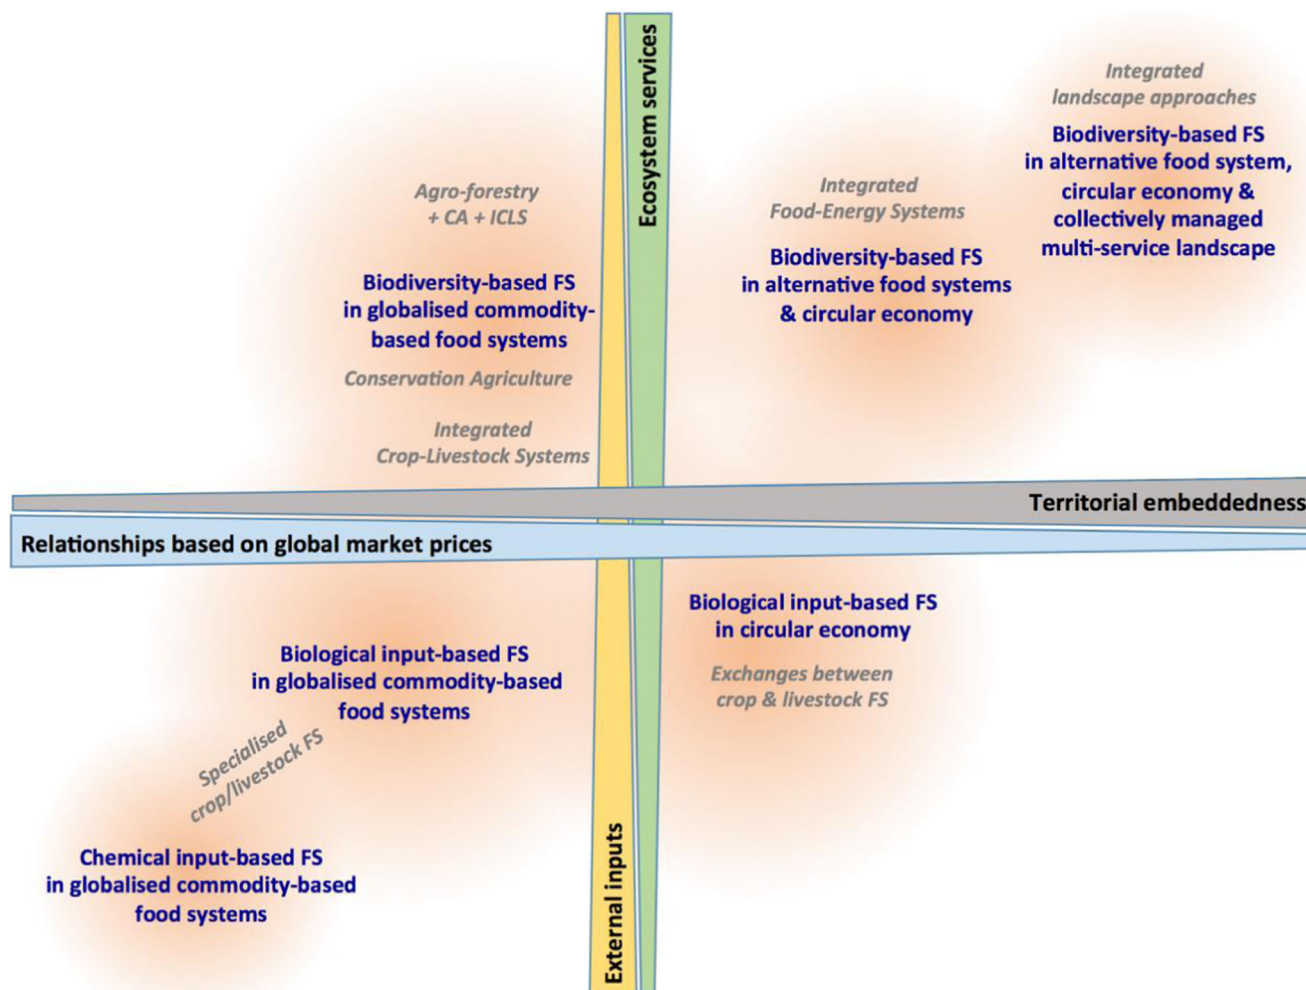 Ecosystem services
Integrated
landscape approaches
Biodiversity-based FS
in alternative food system,
circular economy &
collectively managed
multi-service landscape
Agro-forestry
+ CA + ICLS
Integrated
Food-Energy Systems
Biodiversity-based FS
in globalised commodity-
based food systems
Biodiversity-based FS
in alternative food systems
& circular economy
Conservation Agriculture
Integrated
Crop-Livestock Systems
Territorial embeddedness
Relationships based on global market prices
Biological input-based FS
in globalised commodity-based
food systems
Biological input-based FS
in circular economy
Exchanges between
crop & livestock FS
Specialised
crop/livestock FS
Chemical input-based FS
in globalised commodity-based
food systems
External inputs